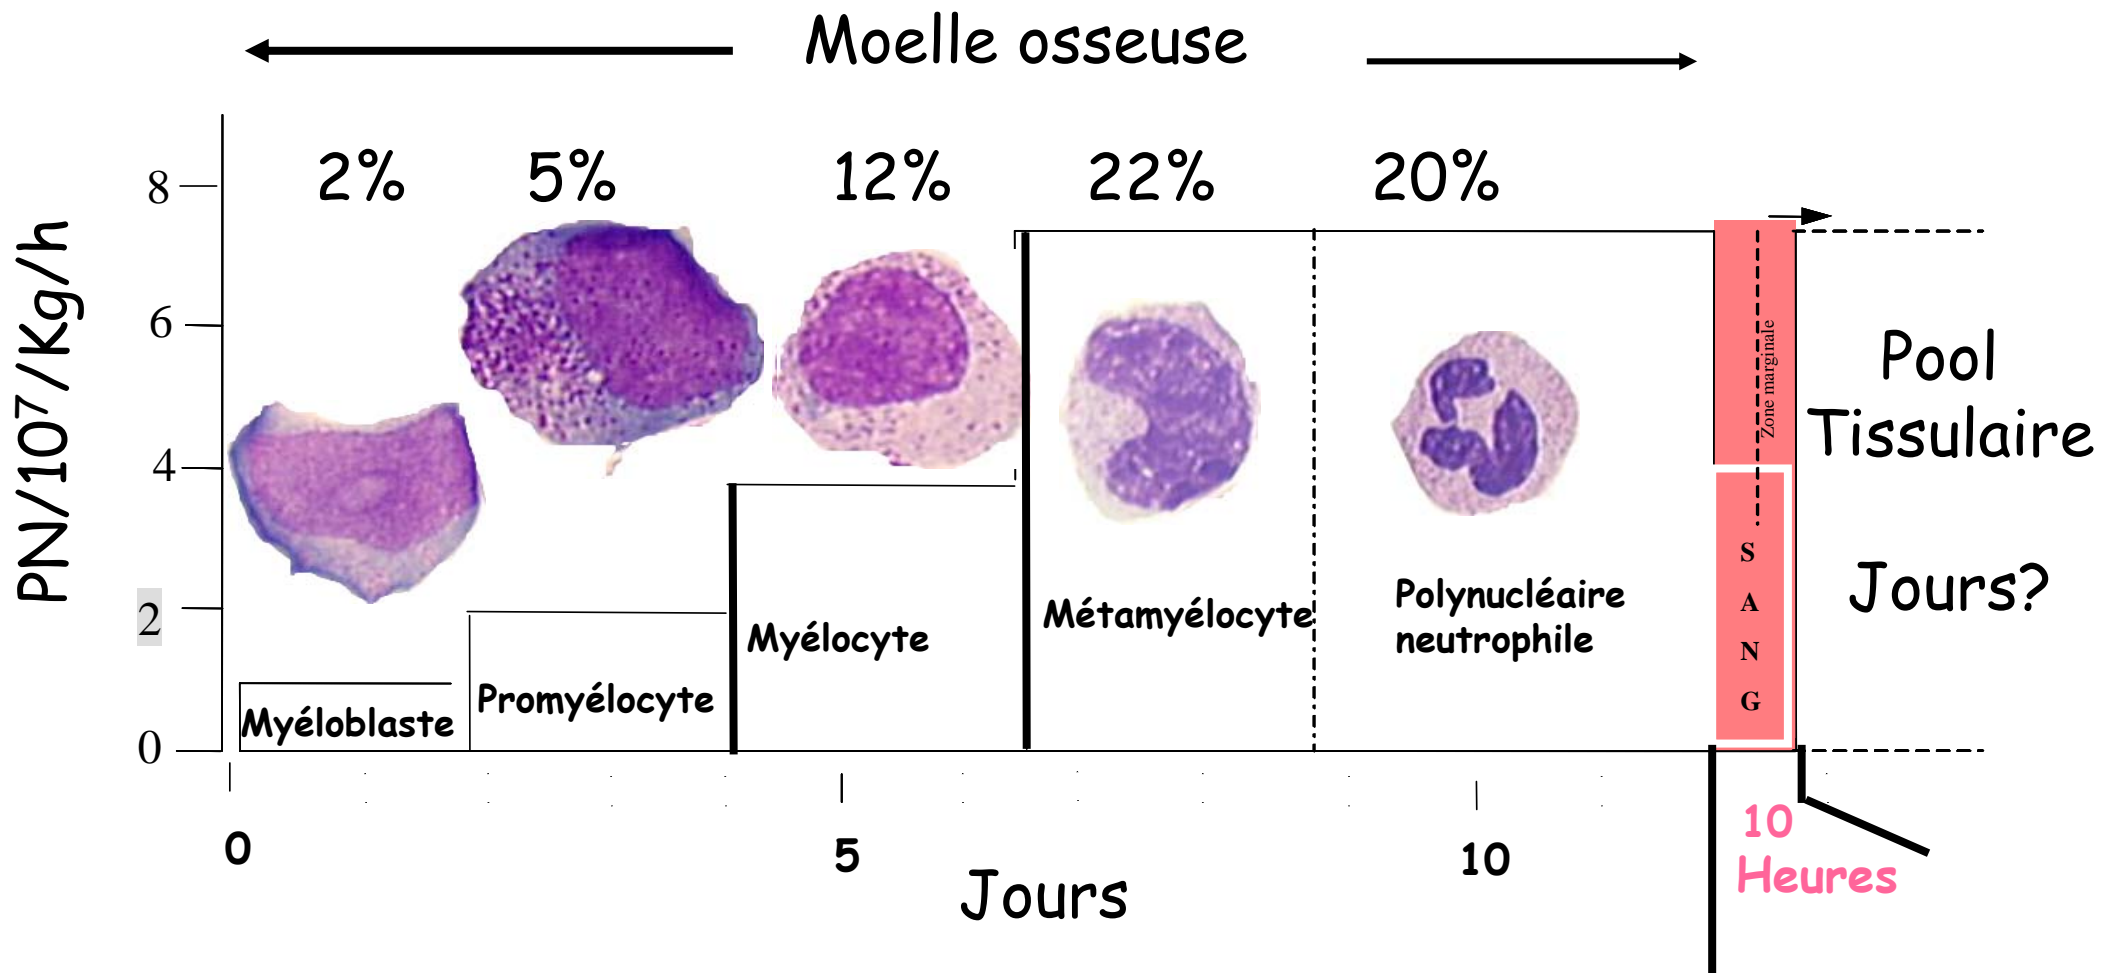 Moelle osseuse
2% 5% 12% 22% 20%
PN/10⁷/Kg/h
8
6
4
2
0
Myéloblaste
Promyélocyte
Myélocyte
Métamyélocyte
Polynucléaire
neutrophile
Zone marginale
S
A
N
G
Pool
Tissulaire
Jours?
0 5 10
Jours
10
Heures